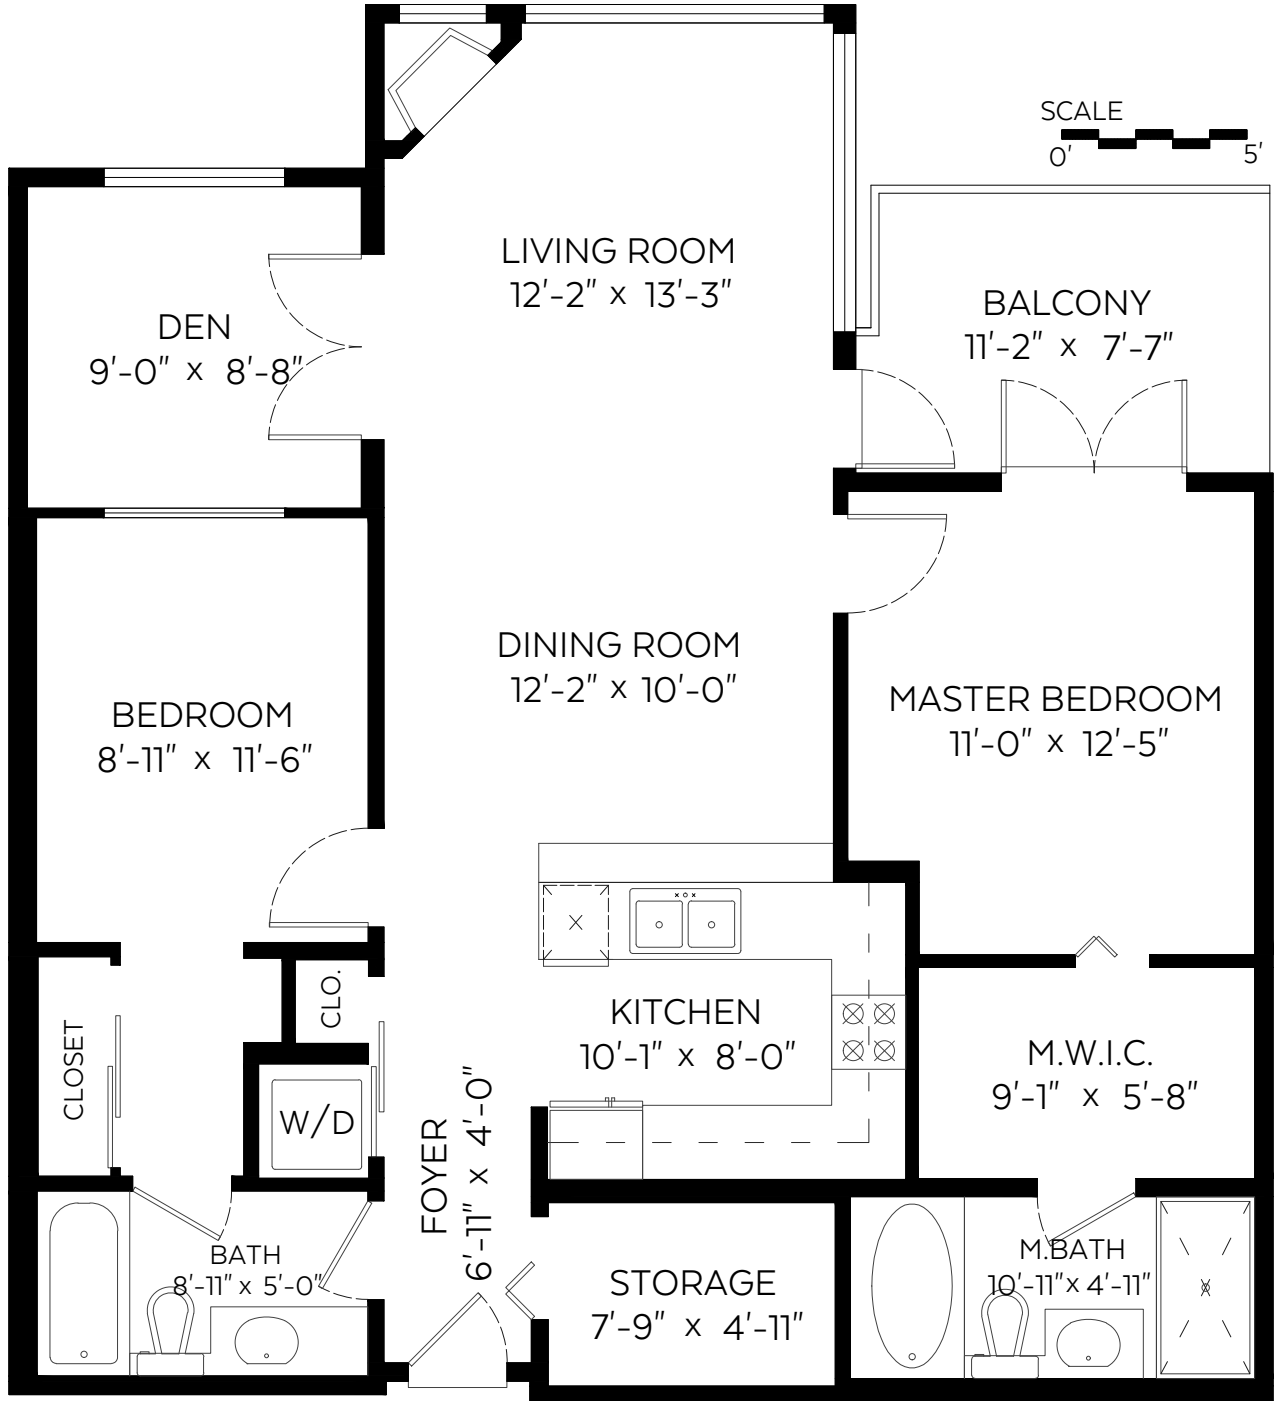 SCALE
0' 5'
LIVING ROOM
12'-2" x 13'-3"
BALCONY
11'-2" x 7'-7"
DEN
9'-0" x 8'-8"
DINING ROOM
12'-2" x 10'-0"
BEDROOM
8'-11" x 11'-6"
MASTER BEDROOM
11'-0" x 12'-5"
CLO.
KITCHEN
10'-1" x 8'-0"
CLOSET
M.W.I.C.
9'-1" x 5'-8"
W/D
FOYER
6'-11" x 4'-0"
BATH
8'-11" x 5'-0"
STORAGE
7'-9" x 4'-11"
M.BATH
10'-11" x 4'-11"